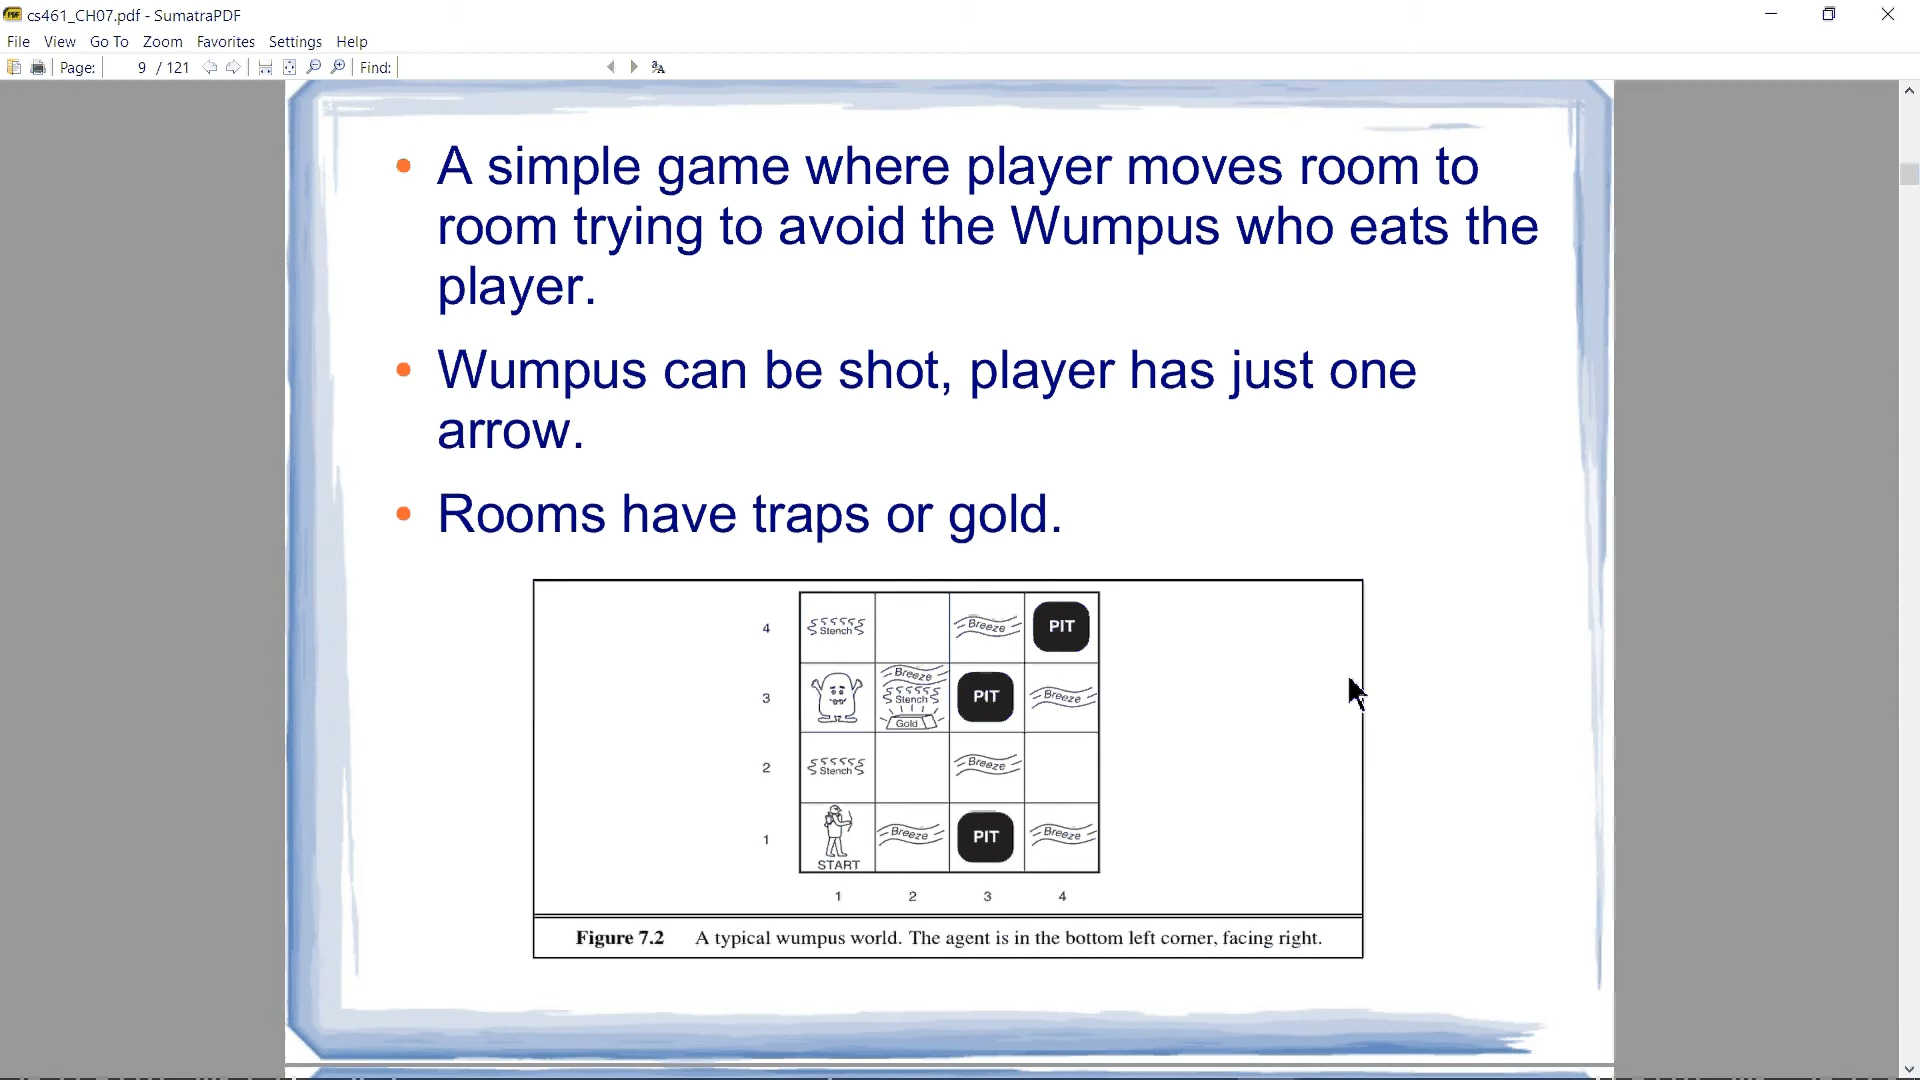 cs461_CH07.pdf - SumatraPDF
File View Go To Zoom Favorites Settings Help
Page: 9 / 121 Find:
• A simple game where player moves room to
room trying to avoid the Wumpus who eats the
player.
• Wumpus can be shot, player has just one
arrow.
• Rooms have traps or gold.
4 Stench Breeze PIT
3 Breeze Stench Gold PIT Breeze
2 Stench Breeze
1 START Breeze PIT Breeze
1 2 3 4
Figure 7.2 A typical wumpus world. The agent is in the bottom left corner, facing right.